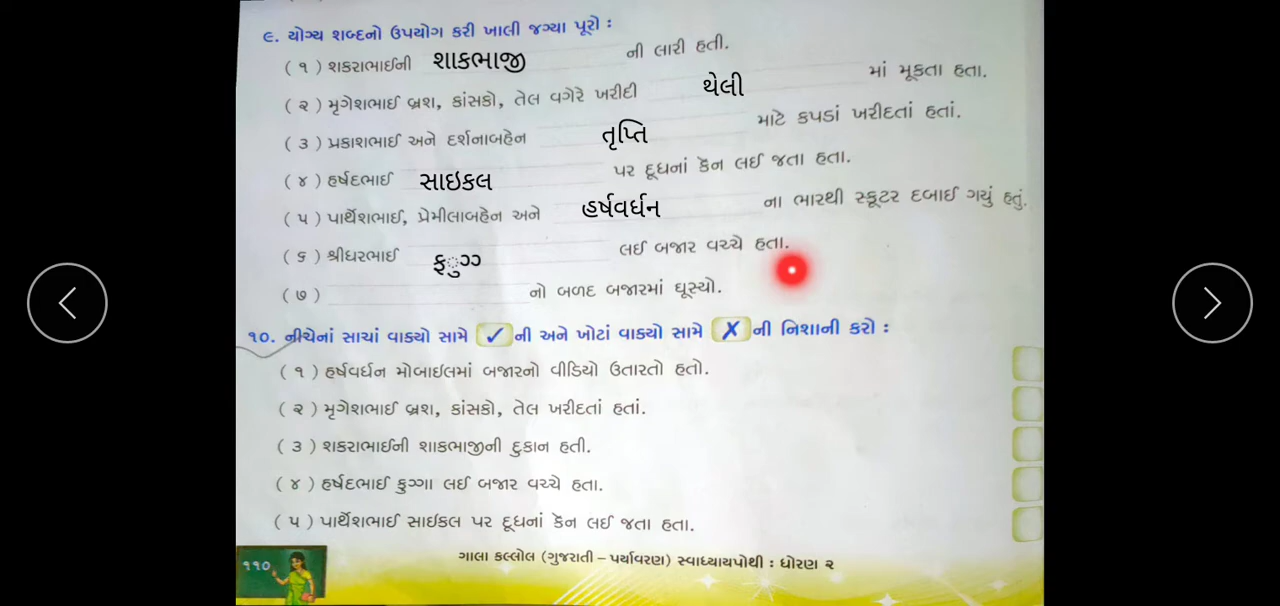 ૯. યોગ્ય શબ્દનો ઉપયોગ કરી ખાલી જગ્યા પૂરો :
( ૧ ) શકરાભાઈની શાકભાજી ની લારી હતી.
( ૨ ) મૃગેશભાઈ બ્રશ, કાંસકો, તેલ વગેરે ખરીદી થેલી માં મૂકતા હતા.
( ૩ ) પ્રકાશભાઈ અને દર્શનાબહેન તૃપ્તિ માટે કપડાં ખરીદતાં હતાં.
( ૪ ) હર્ષદભાઈ સાઇકલ પર દૂધનાં કૅન લઈ જતા હતા.
( ૫ ) પાર્થેશભાઈ, પ્રેમીલાબહેન અને હર્ષવર્ધન ના ભારથી સ્કૂટર દબાઈ ગયું હતું.
( ૬ ) શ્રીધરભાઈ ફુગ્ગ લઈ બજાર વચ્ચે હતા.
( ૭ ) નો બળદ બજારમાં ઘૂસ્યો.
૧૦. નીચેનાં સાચાં વાક્યો સામે ✓ ની અને ખોટાં વાક્યો સામે ✗ ની નિશાની કરો :
( ૧ ) હર્ષવર્ધન મોબાઈલમાં બજારનો વીડિયો ઉતારતો હતો.
( ૨ ) મૃગેશભાઈ બ્રશ, કાંસકો, તેલ ખરીદતાં હતાં.
( ૩ ) શકરાભાઈની શાકભાજીની દુકાન હતી.
( ૪ ) હર્ષદભાઈ ફુગ્ગા લઈ બજાર વચ્ચે હતા.
( ૫ ) પાર્થેશભાઈ સાઈકલ પર દૂધનાં કૅન લઈ જતા હતા.
૧૧૦ ગાલા કલ્લોલ (ગુજરાતી – પર્યાવરણ) સ્વાધ્યાયપોથી : ધોરણ ૨